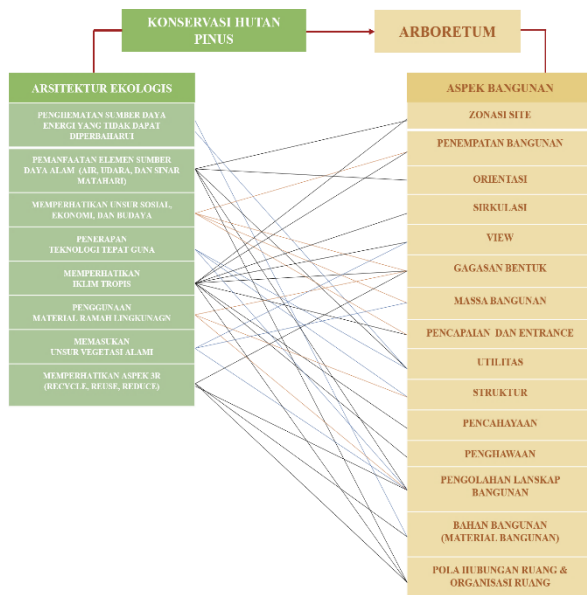 KONSERVASI HUTAN
PINUS
ARBORETUM
ARSITEKTUR EKOLOGIS
PENGHEMATAN SUMBER DAYA
ENERGI YANG TIDAK DAPAT
DIPERBAHARUI
PEMANFAATAN ELEMEN SUMBER
DAYA ALAM (AIR, UDARA, DAN SINAR
MATAHARI)
MEMPERHATIKAN UNSUR SOSIAL,
EKONOMI, DAN BUDAYA
PENERAPAN
TEKNOLOGI TEPAT GUNA
MEMPERHATIKAN
IKLIM TROPIS
PENGGUNAAN
MATERIAL RAMAH LINGKUNAGN
MEMASUKAN
UNSUR VEGETASI ALAMI
MEMPERHATIKAN ASPEK 3R
(RECYCLE, REUSE, REDUCE)
ASPEK BANGUNAN
ZONASI SITE
PENEMPATAN BANGUNAN
ORIENTASI
SIRKULASI
VIEW
GAGASAN BENTUK
MASSA BANGUNAN
PENCAPAIAN DAN ENTRANCE
UTILITAS
STRUKTUR
PENCAHAYAAN
PENGHAWAAN
PENGOLAHAN LANSKAP
BANGUNAN
BAHAN BANGUNAN
(MATERIAL BANGUNAN)
POLA HUBUNGAN RUANG &
ORGANISASI RUANG